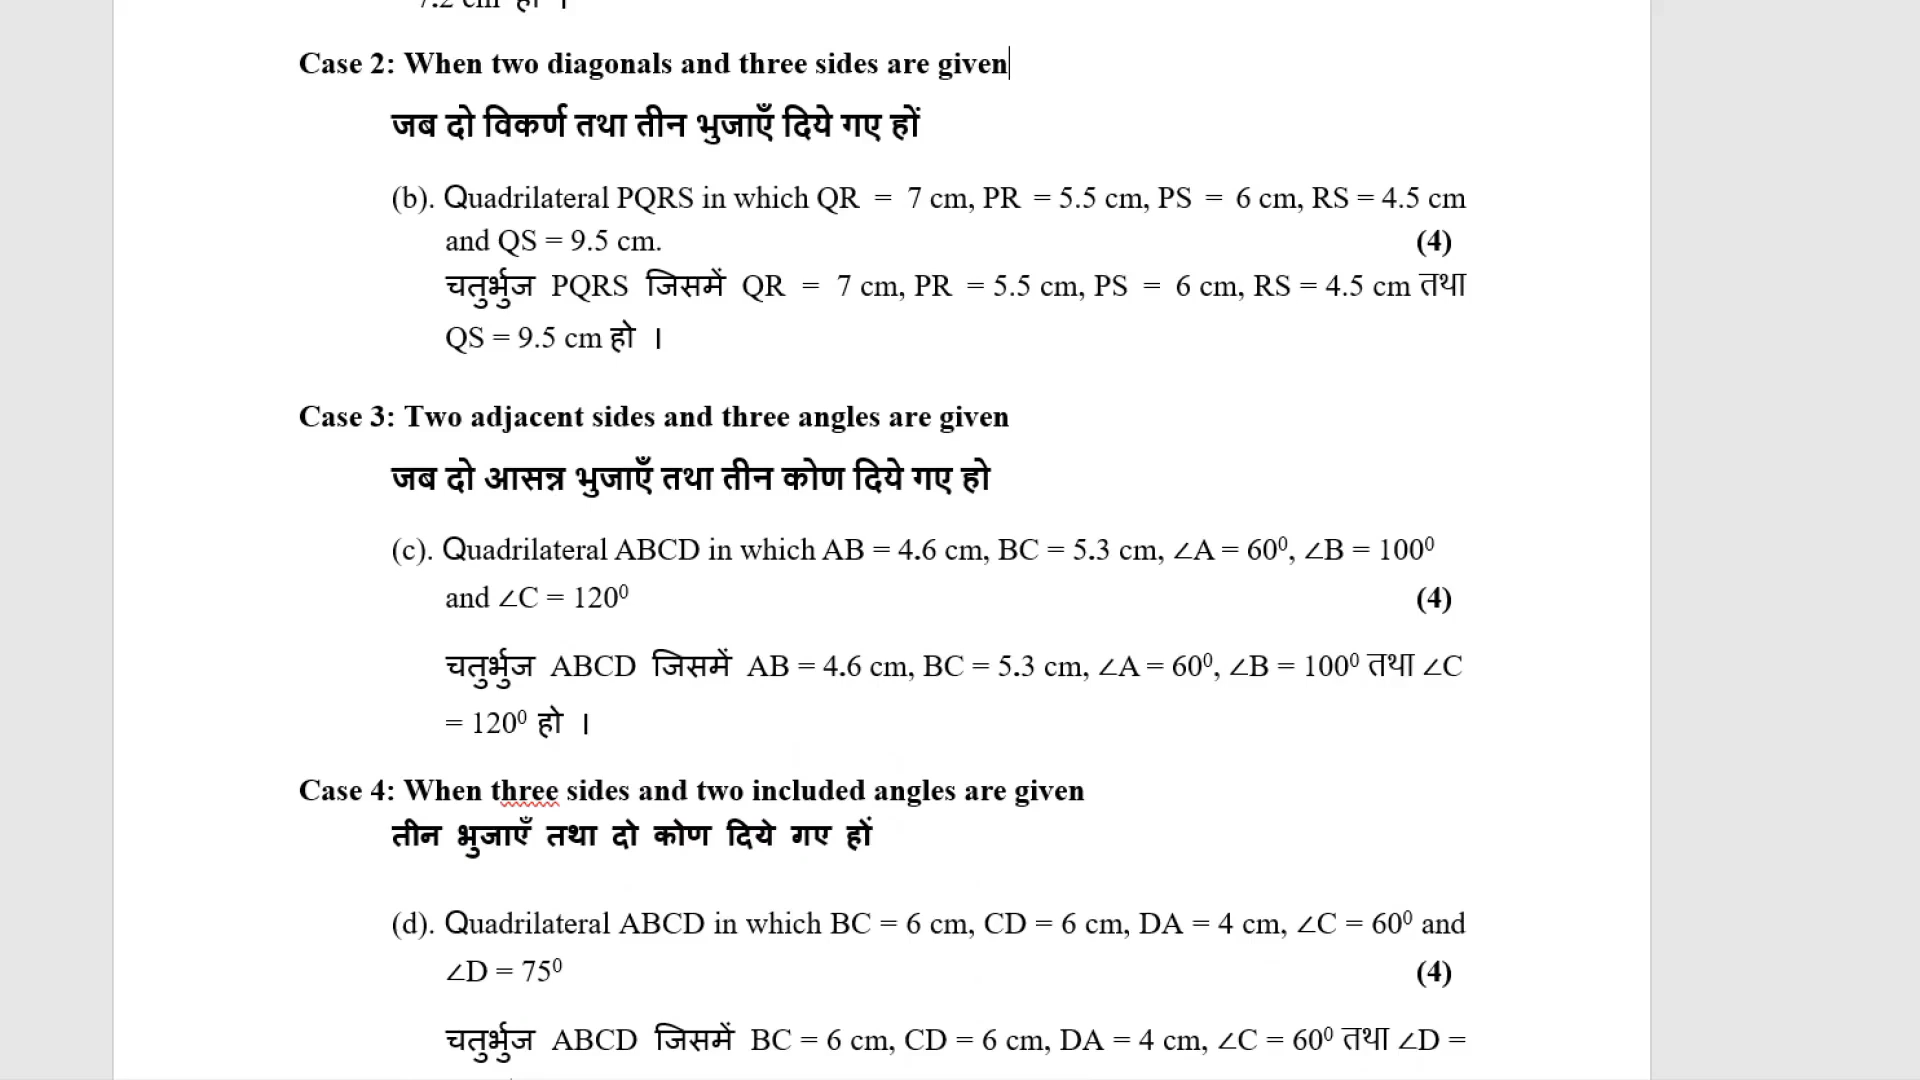 7.2 cm हो ।
Case 2: When two diagonals and three sides are given
जब दो विकर्ण तथा तीन भुजाएँ दिये गए हों
(b). Quadrilateral PQRS in which QR = 7 cm, PR = 5.5 cm, PS = 6 cm, RS = 4.5 cm
and QS = 9.5 cm. (4)
चतुर्भुज PQRS जिसमें QR = 7 cm, PR = 5.5 cm, PS = 6 cm, RS = 4.5 cm तथा
QS = 9.5 cm हो ।
Case 3: Two adjacent sides and three angles are given
जब दो आसन्न भुजाएँ तथा तीन कोण दिये गए हो
(c). Quadrilateral ABCD in which AB = 4.6 cm, BC = 5.3 cm, ∠A = 60⁰, ∠B = 100⁰
and ∠C = 120⁰ (4)
चतुर्भुज ABCD जिसमें AB = 4.6 cm, BC = 5.3 cm, ∠A = 60⁰, ∠B = 100⁰ तथा ∠C
= 120⁰ हो ।
Case 4: When three sides and two included angles are given
तीन भुजाएँ तथा दो कोण दिये गए हों
(d). Quadrilateral ABCD in which BC = 6 cm, CD = 6 cm, DA = 4 cm, ∠C = 60⁰ and
∠D = 75⁰ (4)
चतुर्भुज ABCD जिसमें BC = 6 cm, CD = 6 cm, DA = 4 cm, ∠C = 60⁰ तथा ∠D =